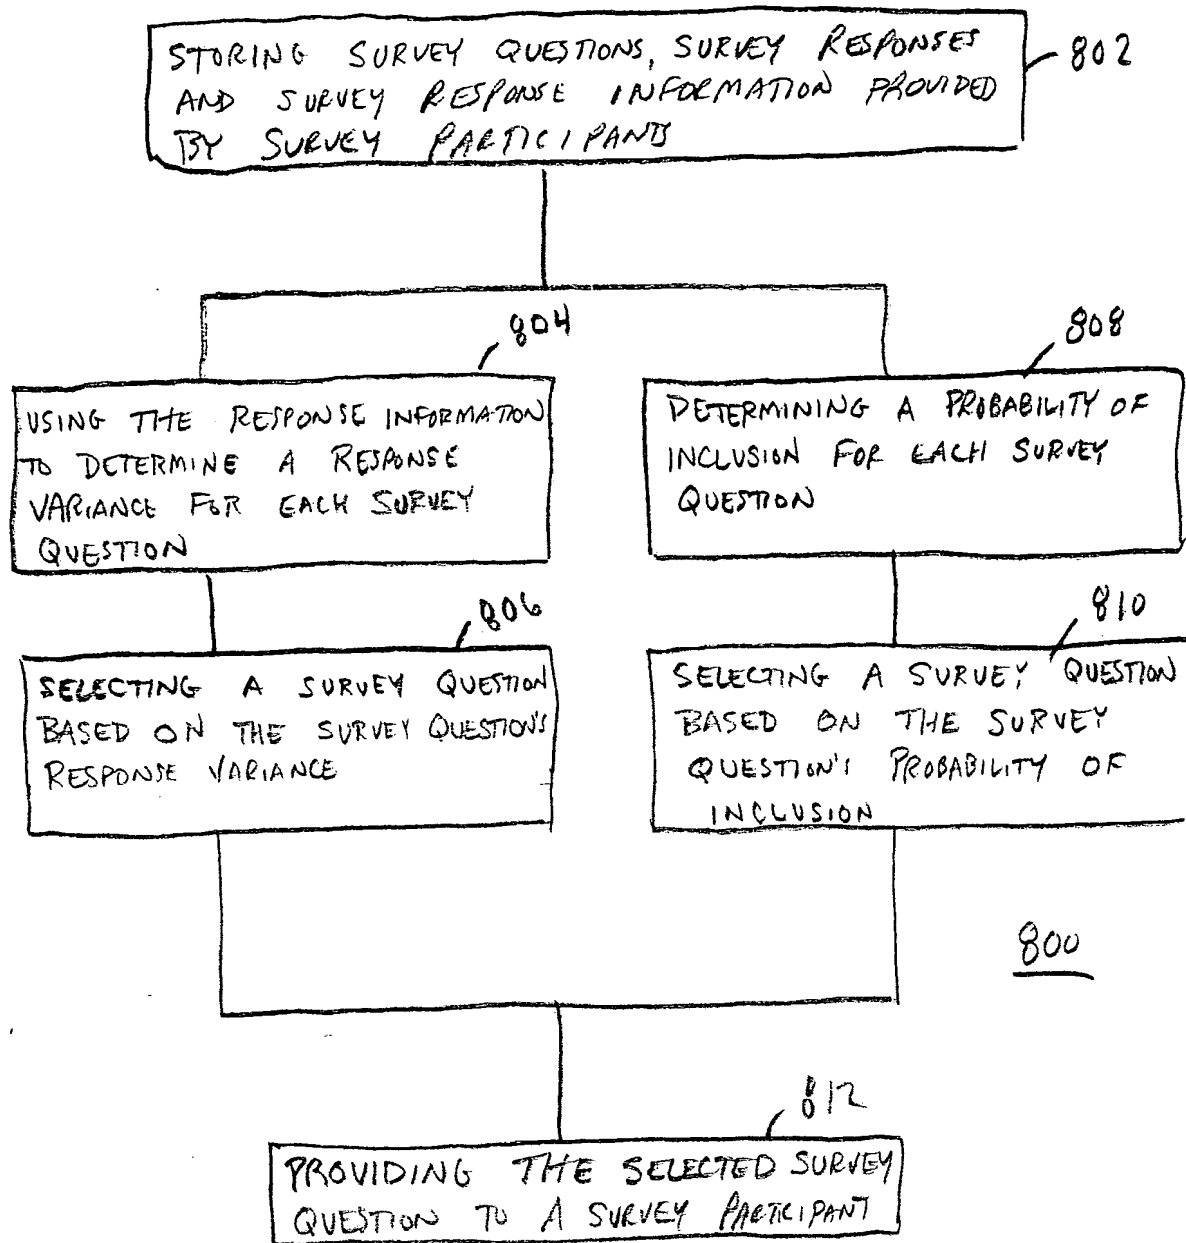 STORING SURVEY QUESTIONS, SURVEY RESPONSES
AND SURVEY RESPONSE INFORMATION PROVIDED
BY SURVEY PARTICIPANTS
802
804
USING THE RESPONSE INFORMATION
TO DETERMINE A RESPONSE
VARIANCE FOR EACH SURVEY
QUESTION
808
DETERMINING A PROBABILITY OF
INCLUSION FOR EACH SURVEY
QUESTION
806
SELECTING A SURVEY QUESTION
BASED ON THE SURVEY QUESTION'S
RESPONSE VARIANCE
810
SELECTING A SURVEY QUESTION
BASED ON THE SURVEY
QUESTION'S PROBABILITY OF
INCLUSION
800
812
PROVIDING THE SELECTED SURVEY
QUESTION TO A SURVEY PARTICIPANT